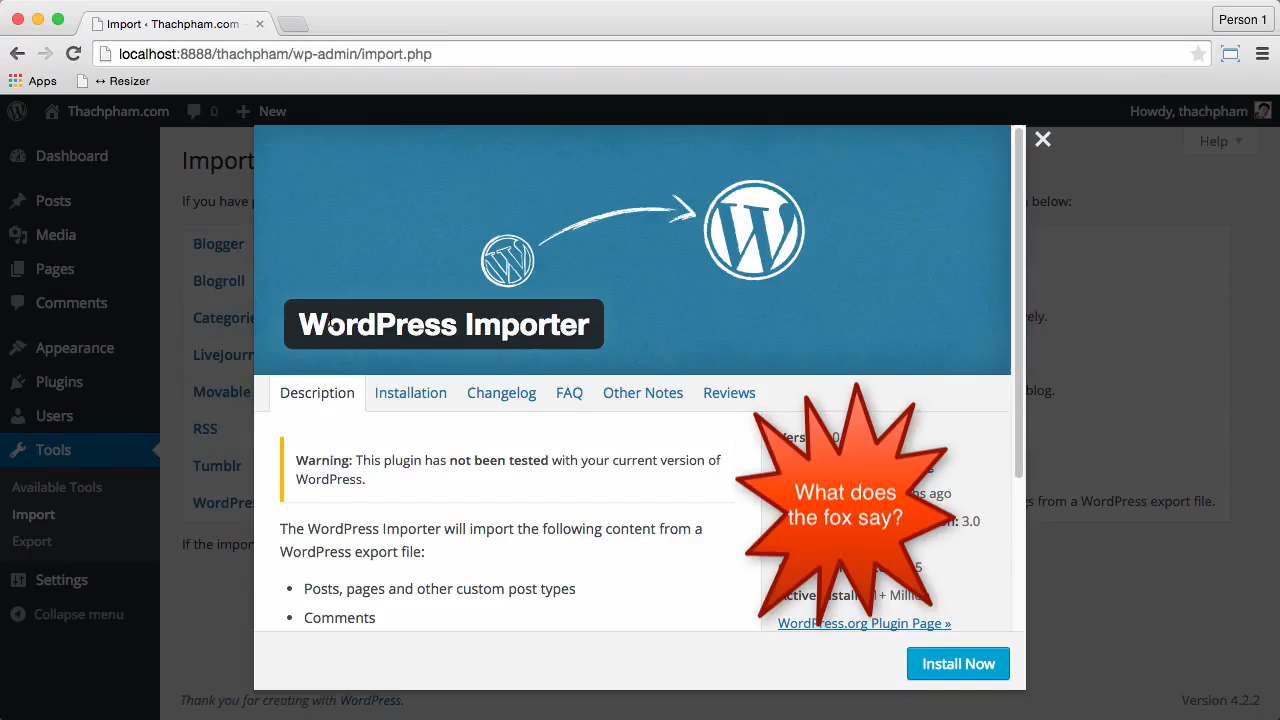 Import ‹ Thachpham.com
Person 1
localhost:8888/thachpham/wp-admin/import.php
Apps
↔ Resizer
Thachpham.com
0
New
Howdy, thachpham
Dashboard
Posts
Media
Pages
Comments
Appearance
Plugins
Users
Tools
Available Tools
Import
Export
Settings
Collapse menu
Import
Help
If you have
below:
Blogger
Blogroll
LiveJourn
Movable
blog.
RSS
Tumblr
WordPre
s from a WordPress export file.
If the impor
WordPress Importer
Description
Installation
Changelog
FAQ
Other Notes
Reviews
Warning: This plugin has not been tested with your current version of
WordPress.
The WordPress Importer will import the following content from a
WordPress export file:
• Posts, pages and other custom post types
• Comments
What does
the fox say?
ago
3.0
WordPress.org Plugin Page »
Install Now
Thank you for creating with WordPress.
Version 4.2.2